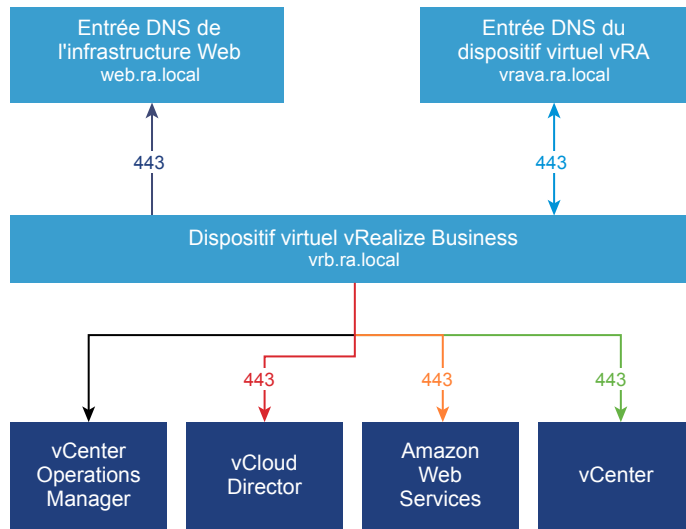 Entrée DNS de
l'infrastructure Web
web.ra.local
Entrée DNS du
dispositif virtuel vRA
vrava.ra.local
443
443
Dispositif virtuel vRealize Business
vrb.ra.local
443
443
443
vCenter
Operations
Manager
vCloud
Director
Amazon
Web
Services
vCenter